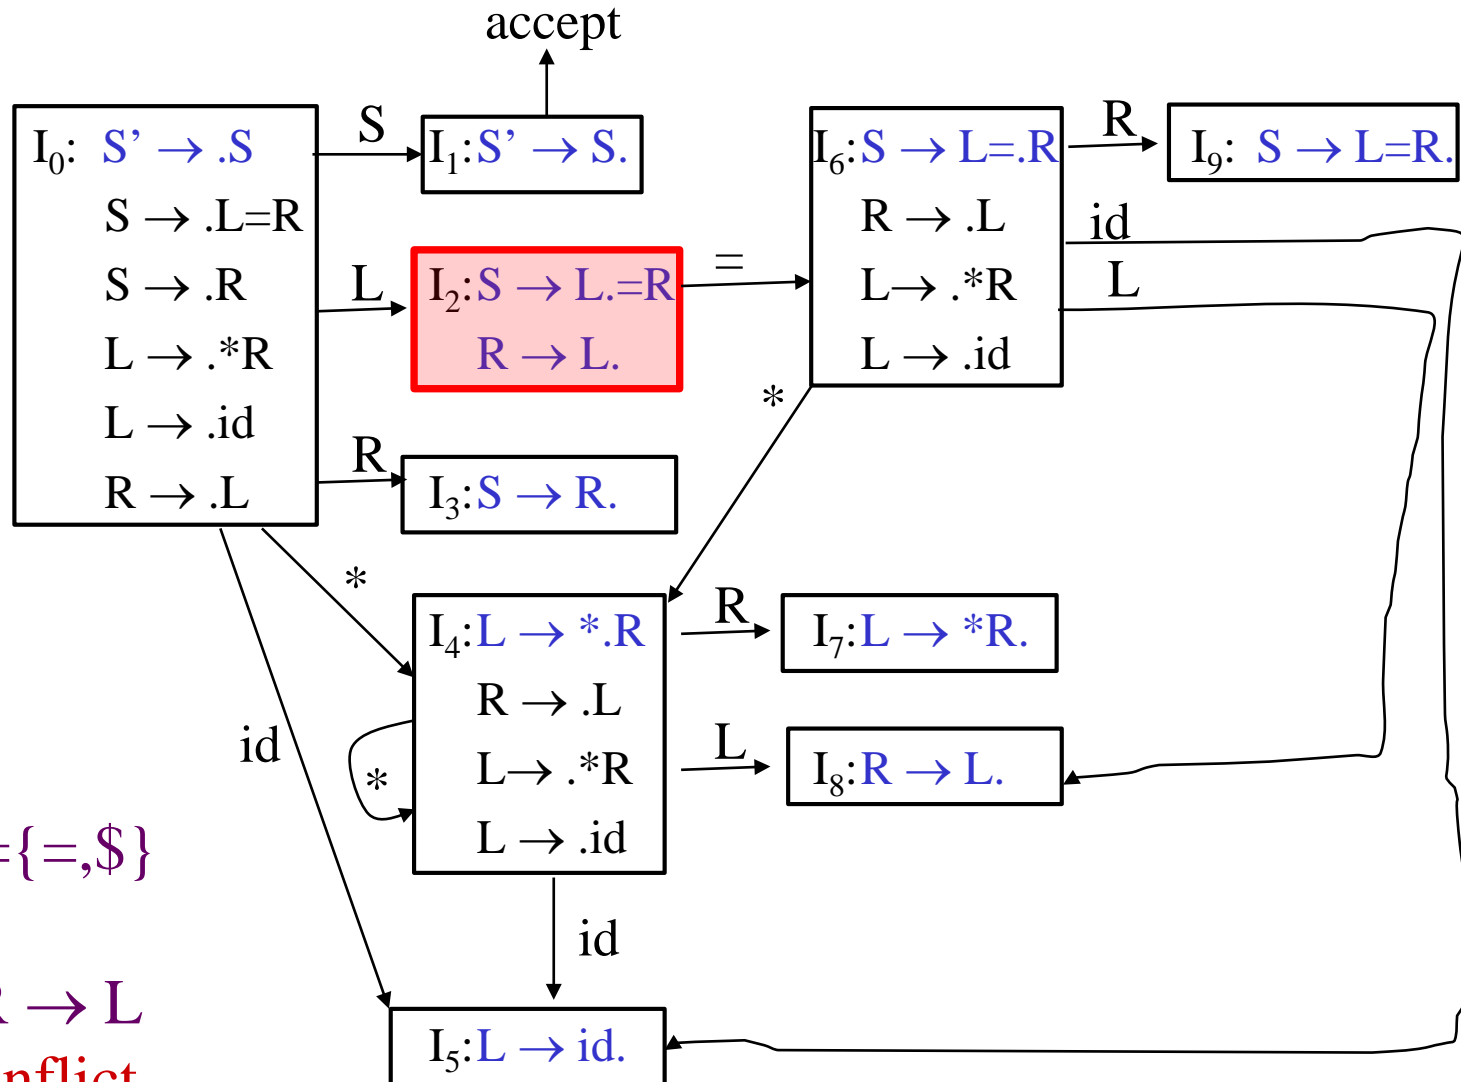 accept
I₀: S’ → .S
S → .L=R
S → .R
L → .*R
L → .id
R → .L
S
I₁:S’ → S.
L
I₂:S → L.=R
R → L.
=
R
I₃:S → R.
I₆:S → L=.R
R → .L
L→ .*R
L → .id
R
I₉: S → L=R.
id
L
*
*
id
I₄:L → *.R
R → .L
L→ .*R
L → .id
*
R
I₇:L → *R.
L
I₈:R → L.
id
I₅:L → id.
={=,$}
R → L